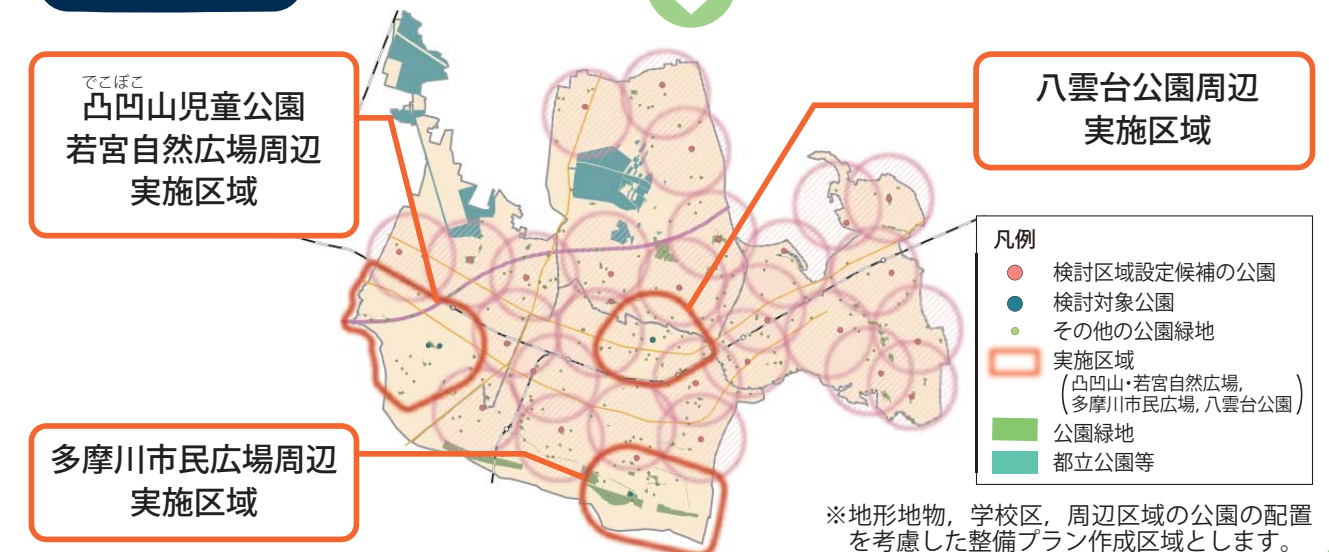 でこぼこ
凸凹山児童公園
若宮自然広場周辺
実施区域
八雲台公園周辺
実施区域
多摩川市民広場周辺
実施区域
凡例
検討区域設定候補の公園
検討対象公園
その他の公園緑地
実施区域
(凸凹山・若宮自然広場,
多摩川市民広場, 八雲台公園)
公園緑地
都立公園等
※地形地物，学校区，周辺区域の公園の配置
を考慮した整備プラン作成区域とします。